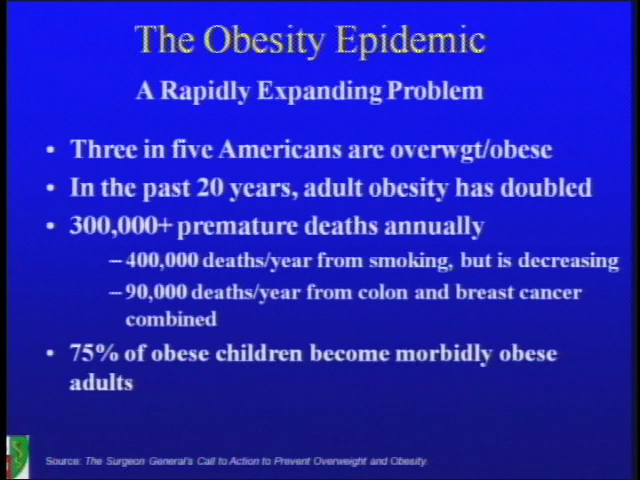 The Obesity Epidemic
A Rapidly Expanding Problem
• Three in five Americans are overwgt/obese
• In the past 20 years, adult obesity has doubled
• 300,000+ premature deaths annually
– 400,000 deaths/year from smoking, but is decreasing
– 90,000 deaths/year from colon and breast cancer
combined
• 75% of obese children become morbidly obese
adults
Source: The Surgeon General's Call to Action to Prevent Overweight and Obesity.